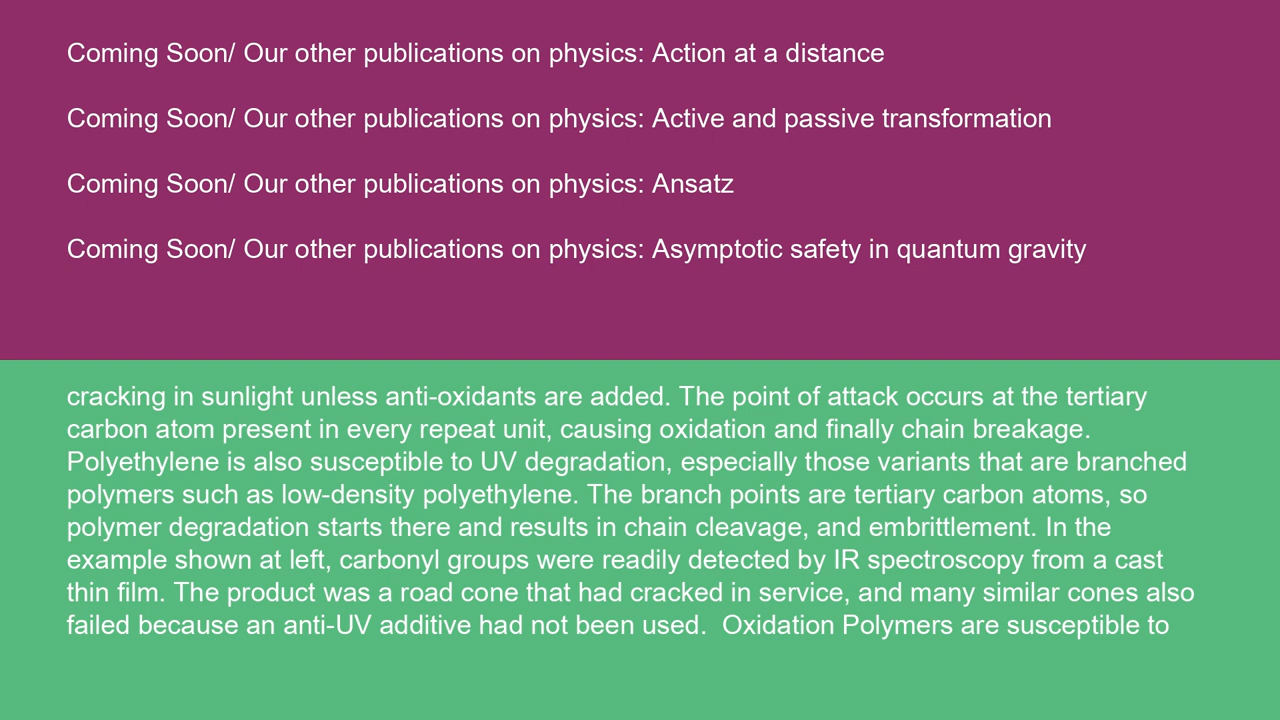 Coming Soon/ Our other publications on physics: Action at a distance
Coming Soon/ Our other publications on physics: Active and passive transformation
Coming Soon/ Our other publications on physics: Ansatz
Coming Soon/ Our other publications on physics: Asymptotic safety in quantum gravity
cracking in sunlight unless anti-oxidants are added. The point of attack occurs at the tertiary
carbon atom present in every repeat unit, causing oxidation and finally chain breakage.
Polyethylene is also susceptible to UV degradation, especially those variants that are branched
polymers such as low-density polyethylene. The branch points are tertiary carbon atoms, so
polymer degradation starts there and results in chain cleavage, and embrittlement. In the
example shown at left, carbonyl groups were readily detected by IR spectroscopy from a cast
thin film. The product was a road cone that had cracked in service, and many similar cones also
failed because an anti-UV additive had not been used.  Oxidation Polymers are susceptible to